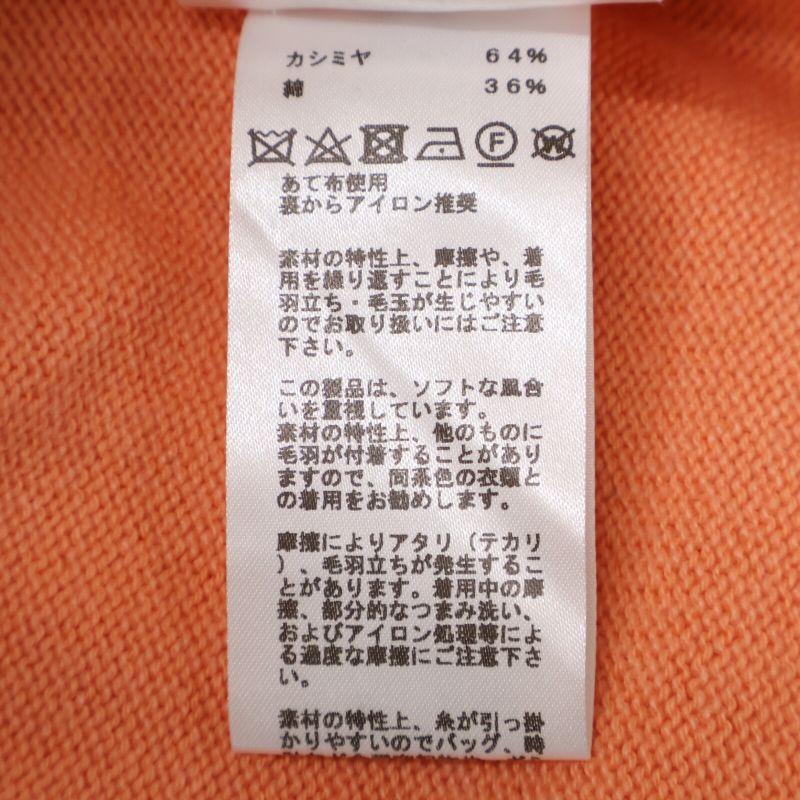 カシミヤ 64%
綿 36%
F W
あて布使用
裏からアイロン推奨
素材の特性上、摩擦や、着
用を繰り返すことにより毛
羽立ち・毛玉が生じやすい
のでお取り扱いにはご注意
下さい。
この製品は、ソフトな風合
いを重視しています。
素材の特性上、他のものに
毛羽が付着することがあり
ますので、同系色の衣類と
の着用をお勧めします。
摩擦によりアタリ(テカリ
)、毛羽立ちが発生するこ
とがあります。着用中の摩
擦、部分的なつまみ洗い、
およびアイロン処理等によ
る過度な摩擦にご注意下さ
い。
素材の特性上、糸が引っ掛
かりやすいのでバッグ、時